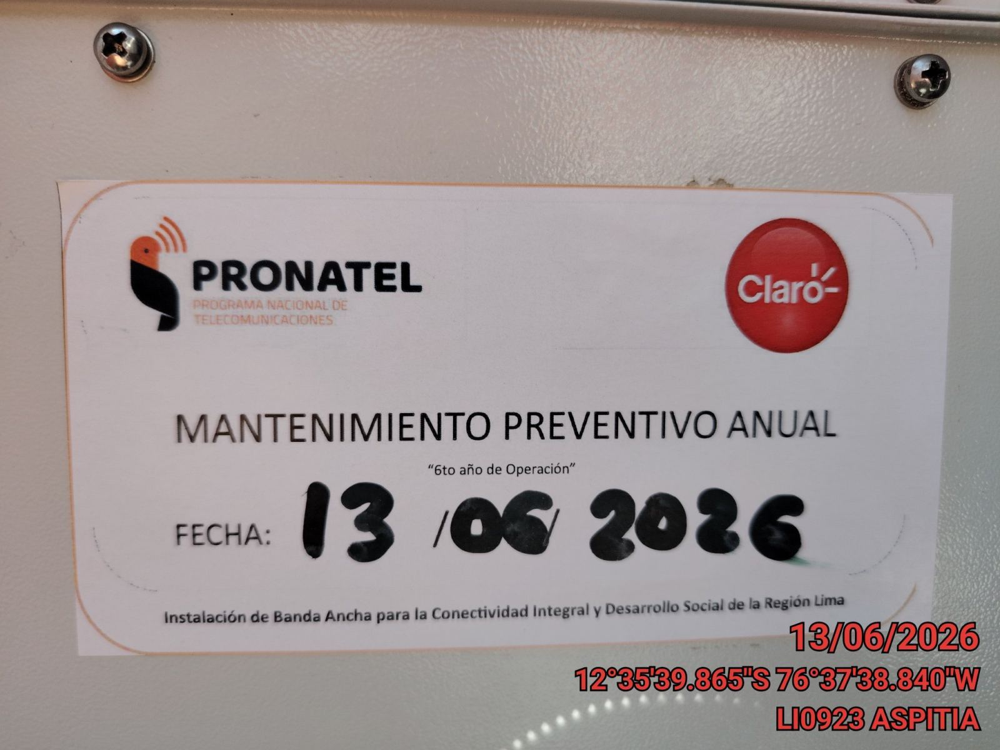 PRONATEL
PROGRAMA NACIONAL DE
TELECOMUNICACIONES
Claro
MANTENIMIENTO PREVENTIVO ANUAL
“6to año de Operación”
FECHA: 13 /06/ 2026
Instalación de Banda Ancha para la Conectividad Integral y Desarrollo Social de la Región Lima
13/06/2026
12°35'39.865"S 76°37'38.840"W
LI0923 ASPITIA